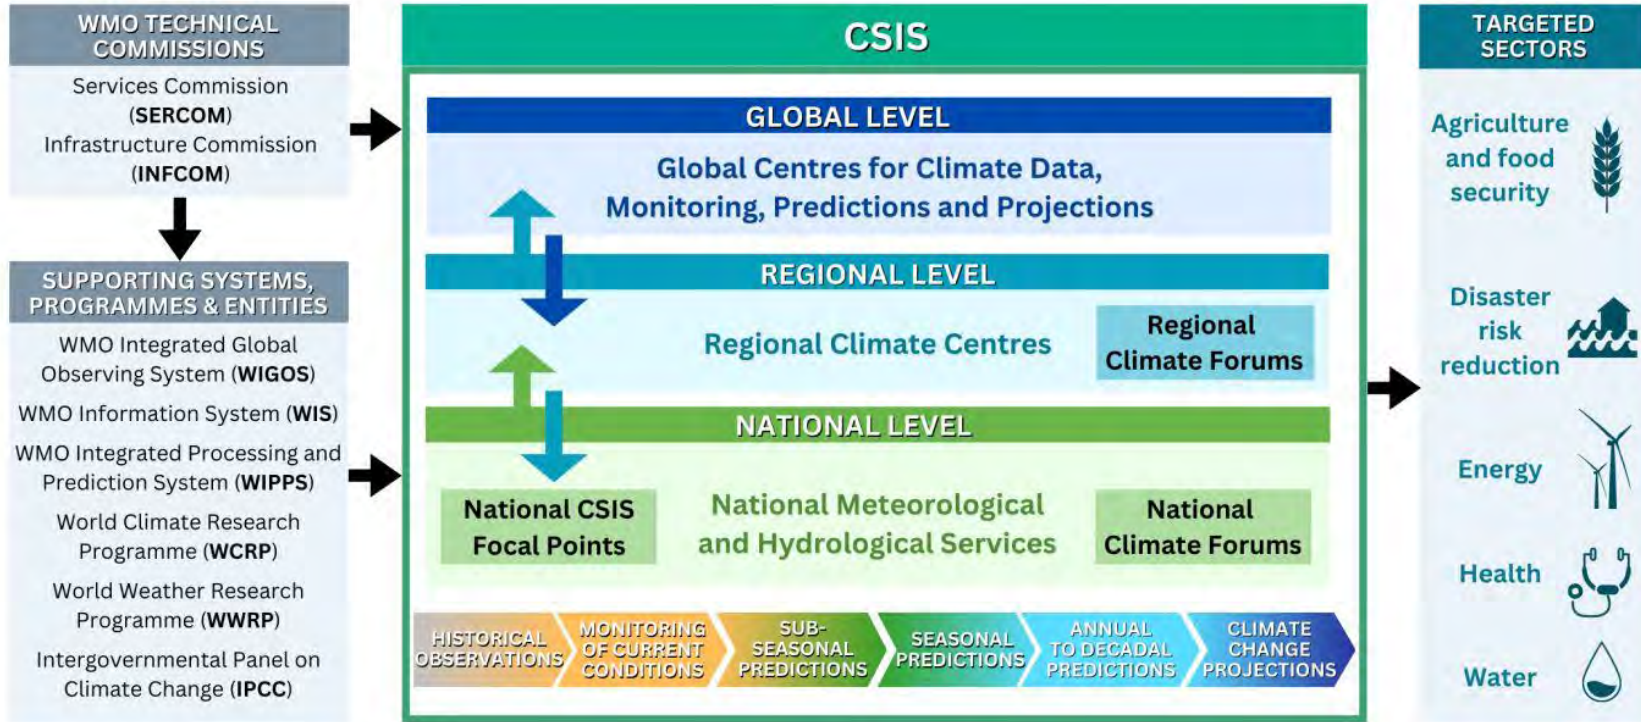 WMO TECHNICAL
COMMISSIONS
Services Commission
(SERCOM)
Infrastructure Commission
(INFCOM)
SUPPORTING SYSTEMS,
PROGRAMMES & ENTITIES
WMO Integrated Global
Observing System (WIGOS)
WMO Information System (WIS)
WMO Integrated Processing and
Prediction System (WIPPS)
World Climate Research
Programme (WCRP)
World Weather Research
Programme (WWRP)
Intergovernmental Panel on
Climate Change (IPCC)
CSIS
GLOBAL LEVEL
Global Centres for Climate Data,
Monitoring, Predictions and Projections
REGIONAL LEVEL
Regional Climate Centres
Regional
Climate Forums
NATIONAL LEVEL
National CSIS
Focal Points
National Meteorological
and Hydrological Services
National
Climate Forums
HISTORICAL
OBSERVATIONS
MONITORING
OF CURRENT
CONDITIONS
SUB-
SEASONAL
PREDICTIONS
SEASONAL
PREDICTIONS
ANNUAL
TO DECADAL
PREDICTIONS
CLIMATE
CHANGE
PROJECTIONS
TARGETED
SECTORS
Agriculture
and food
security
Disaster
risk
reduction
Energy
Health
Water